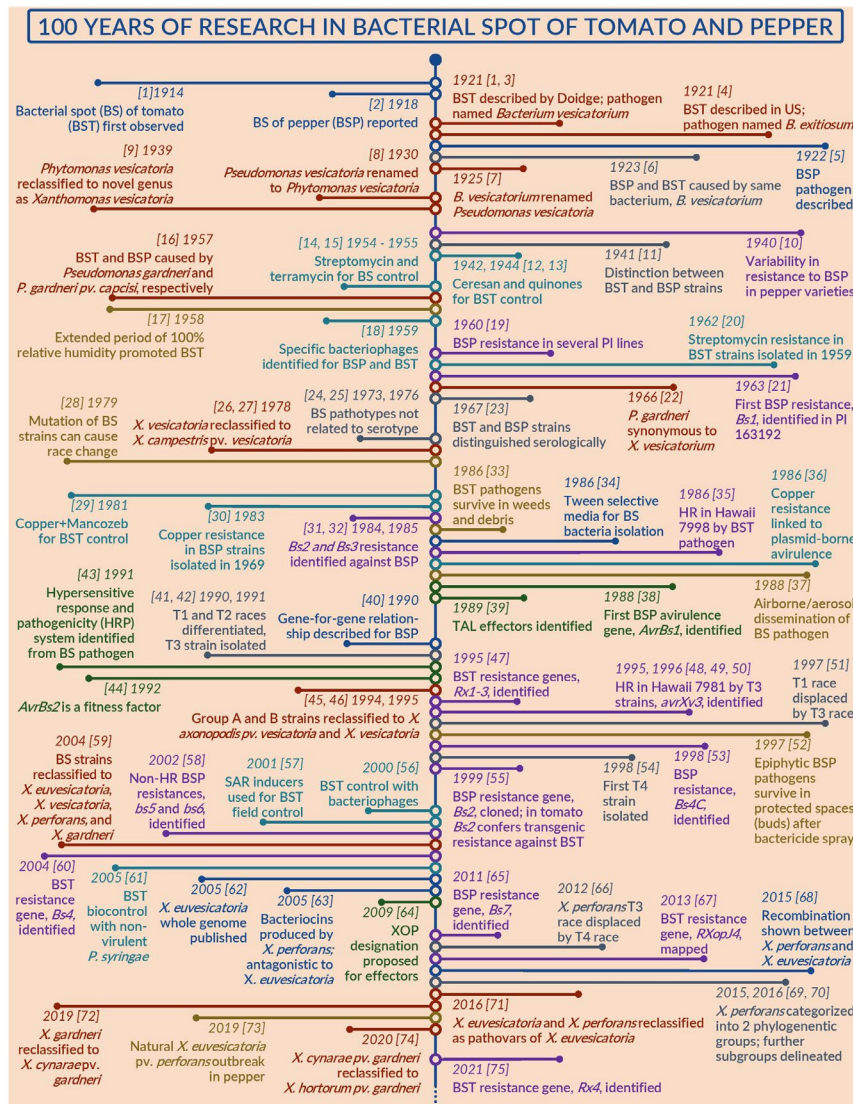 100 YEARS OF RESEARCH IN BACTERIAL SPOT OF TOMATO AND PEPPER
[1]1914
Bacterial spot (BS) of tomato
(BST) first observed
[2] 1918
BS of pepper (BSP) reported
1921 [1, 3]
BST described by Doidge; pathogen
named Bacterium vesicatorium
1921 [4]
BST described in US;
pathogen named B. exitiosum
1922 [5]
BSP
pathogen
described
1923 [6]
BSP and BST caused by same
bacterium, B. vesicatorium
1925 [7]
B. vesicatorium renamed
Pseudomonas vesicatoria
[8] 1930
Pseudomonas vesicatoria renamed
to Phytomonas vesicatoria
[9] 1939
Phytomonas vesicatoria
reclassified to novel genus
as Xanthomonas vesicatoria
1940 [10]
Variability in
resistance to BSP
in pepper varieties
1941 [11]
Distinction between
BST and BSP strains
1942, 1944 [12, 13]
Ceresan and quinones
for BST control
[14, 15] 1954 - 1955
Streptomycin and
terramycin for BS control
[16] 1957
BST and BSP caused by
Pseudomonas gardneri and
P. gardneri pv. capcisi, respectively
[17] 1958
Extended period of 100%
relative humidity promoted BST
[18] 1959
Specific bacteriophages
identified for BSP and BST
1960 [19]
BSP resistance in several PI lines
1962 [20]
Streptomycin resistance in
BST strains isolated in 1959
1963 [21]
First BSP resistance,
Bs1, identified in PI
163192
1966 [22]
P. gardneri
synonymous to
X. vesicatorium
1967 [23]
BST and BSP strains
distinguished serologically
[24, 25] 1973, 1976
BS pathotypes not
related to serotype
[26, 27] 1978
X. vesicatoria reclassified to
X. campestris pv. vesicatoria
[28] 1979
Mutation of BS
strains can cause
race change
[29] 1981
Copper+Mancozeb
for BST control
[30] 1983
Copper resistance
in BSP strains
isolated in 1969
[31, 32] 1984, 1985
Bs2 and Bs3 resistance
identified against BSP
1986 [33]
BST pathogens
survive in weeds
and debris
1986 [34]
Tween selective
media for BS
bacteria isolation
1986 [35]
HR in Hawaii
7998 by BST
pathogen
1986 [36]
Copper
resistance
linked to
plasmid-borne
avirulence
1988 [37]
Airborne/aerosol
dissemination of
BS pathogen
1988 [38]
First BSP avirulence
gene, AvrBs1, identified
1989 [39]
TAL effectors identified
[40] 1990
Gene-for-gene relation-
ship described for BSP
[41, 42] 1990, 1991
T1 and T2 races
differentiated,
T3 strain isolated
[43] 1991
Hypersensitive
response and
pathogenicity (HRP)
system identified
from BS pathogen
[44] 1992
AvrBs2 is a fitness factor
[45, 46] 1994, 1995
Group A and B strains reclassified to X.
axonopodis pv. vesicatoria and X. vesicatoria
1995 [47]
BST resistance genes,
Rx1-3, identified
1995, 1996 [48, 49, 50]
HR in Hawaii 7981 by T3
strains, avrXv3, identified
1997 [51]
T1 race
displaced
by T3 race
1997 [52]
Epiphytic BSP
pathogens
survive in
protected spaces
(buds) after
bactericide spray
1998 [53]
BSP
resistance,
Bs4C,
identified
1998 [54]
First T4
strain
isolated
1999 [55]
BSP resistance gene,
Bs2, cloned; in tomato
Bs2 confers transgenic
resistance against BST
2000 [56]
BST control with
bacteriophages
2001 [57]
SAR inducers
used for BST
field control
2002 [58]
Non-HR BSP
resistances,
bs5 and bs6,
identified
2004 [59]
BS strains
reclassified to
X. euvesicatoria,
X. vesicatoria,
X. perforans, and
X. gardneri
2004 [60]
BST
resistance
gene, Bs4,
identified
2005 [61]
BST
biocontrol
with non-
virulent
P. syringae
2005 [62]
X. euvesicatoria
whole genome
published
2005 [63]
Bacteriocins
produced by
X. perforans;
antagonistic to
X. euvesicatoria
2009 [64]
XOP
designation
proposed
for effectors
2011 [65]
BSP resistance
gene, Bs7,
identified
2012 [66]
X. perforans T3
race displaced
by T4 race
2013 [67]
BST resistance
gene, RXopJ4,
mapped
2015 [68]
Recombination
shown between
X. perforans and
X. euvesicatoria
2015, 2016 [69, 70]
X. perforans categorized
into 2 phylogenentic
groups; further
subgroups delineated
2016 [71]
X. euvesicatoria and X. perforans reclassified
as pathovars of X. euvesicatoria
2019 [72]
X. gardneri
reclassified to
X. cynarae pv.
gardneri
2019 [73]
Natural X. euvesicatoria
pv. perforans outbreak
in pepper
2020 [74]
X. cynarae pv. gardneri
reclassified to
X. hortorum pv. gardneri
2021 [75]
BST resistance gene, Rx4, identified